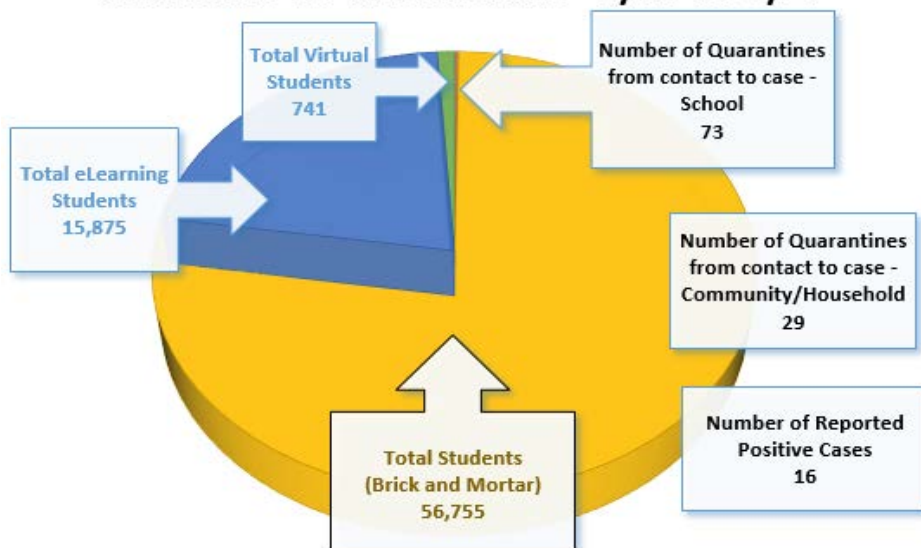 Total Virtual
Students
741
Number of Quarantines
from contact to case -
School
73
Total eLearning
Students
15,875
Number of Quarantines
from contact to case -
Community/Household
29
Total Students
(Brick and Mortar)
56,755
Number of Reported
Positive Cases
16